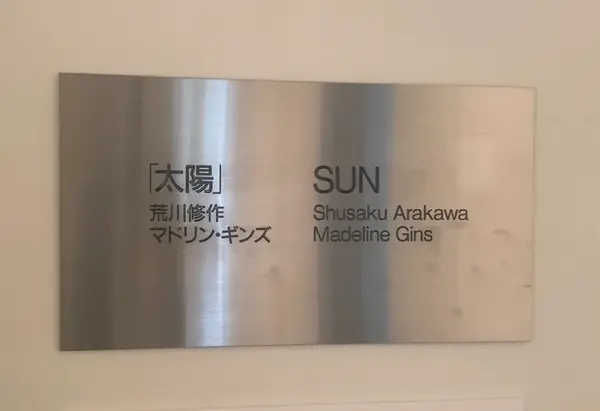 「太陽」
荒川修作
マドリン・ギンズ
SUN
Shusaku Arakawa
Madeline Gins